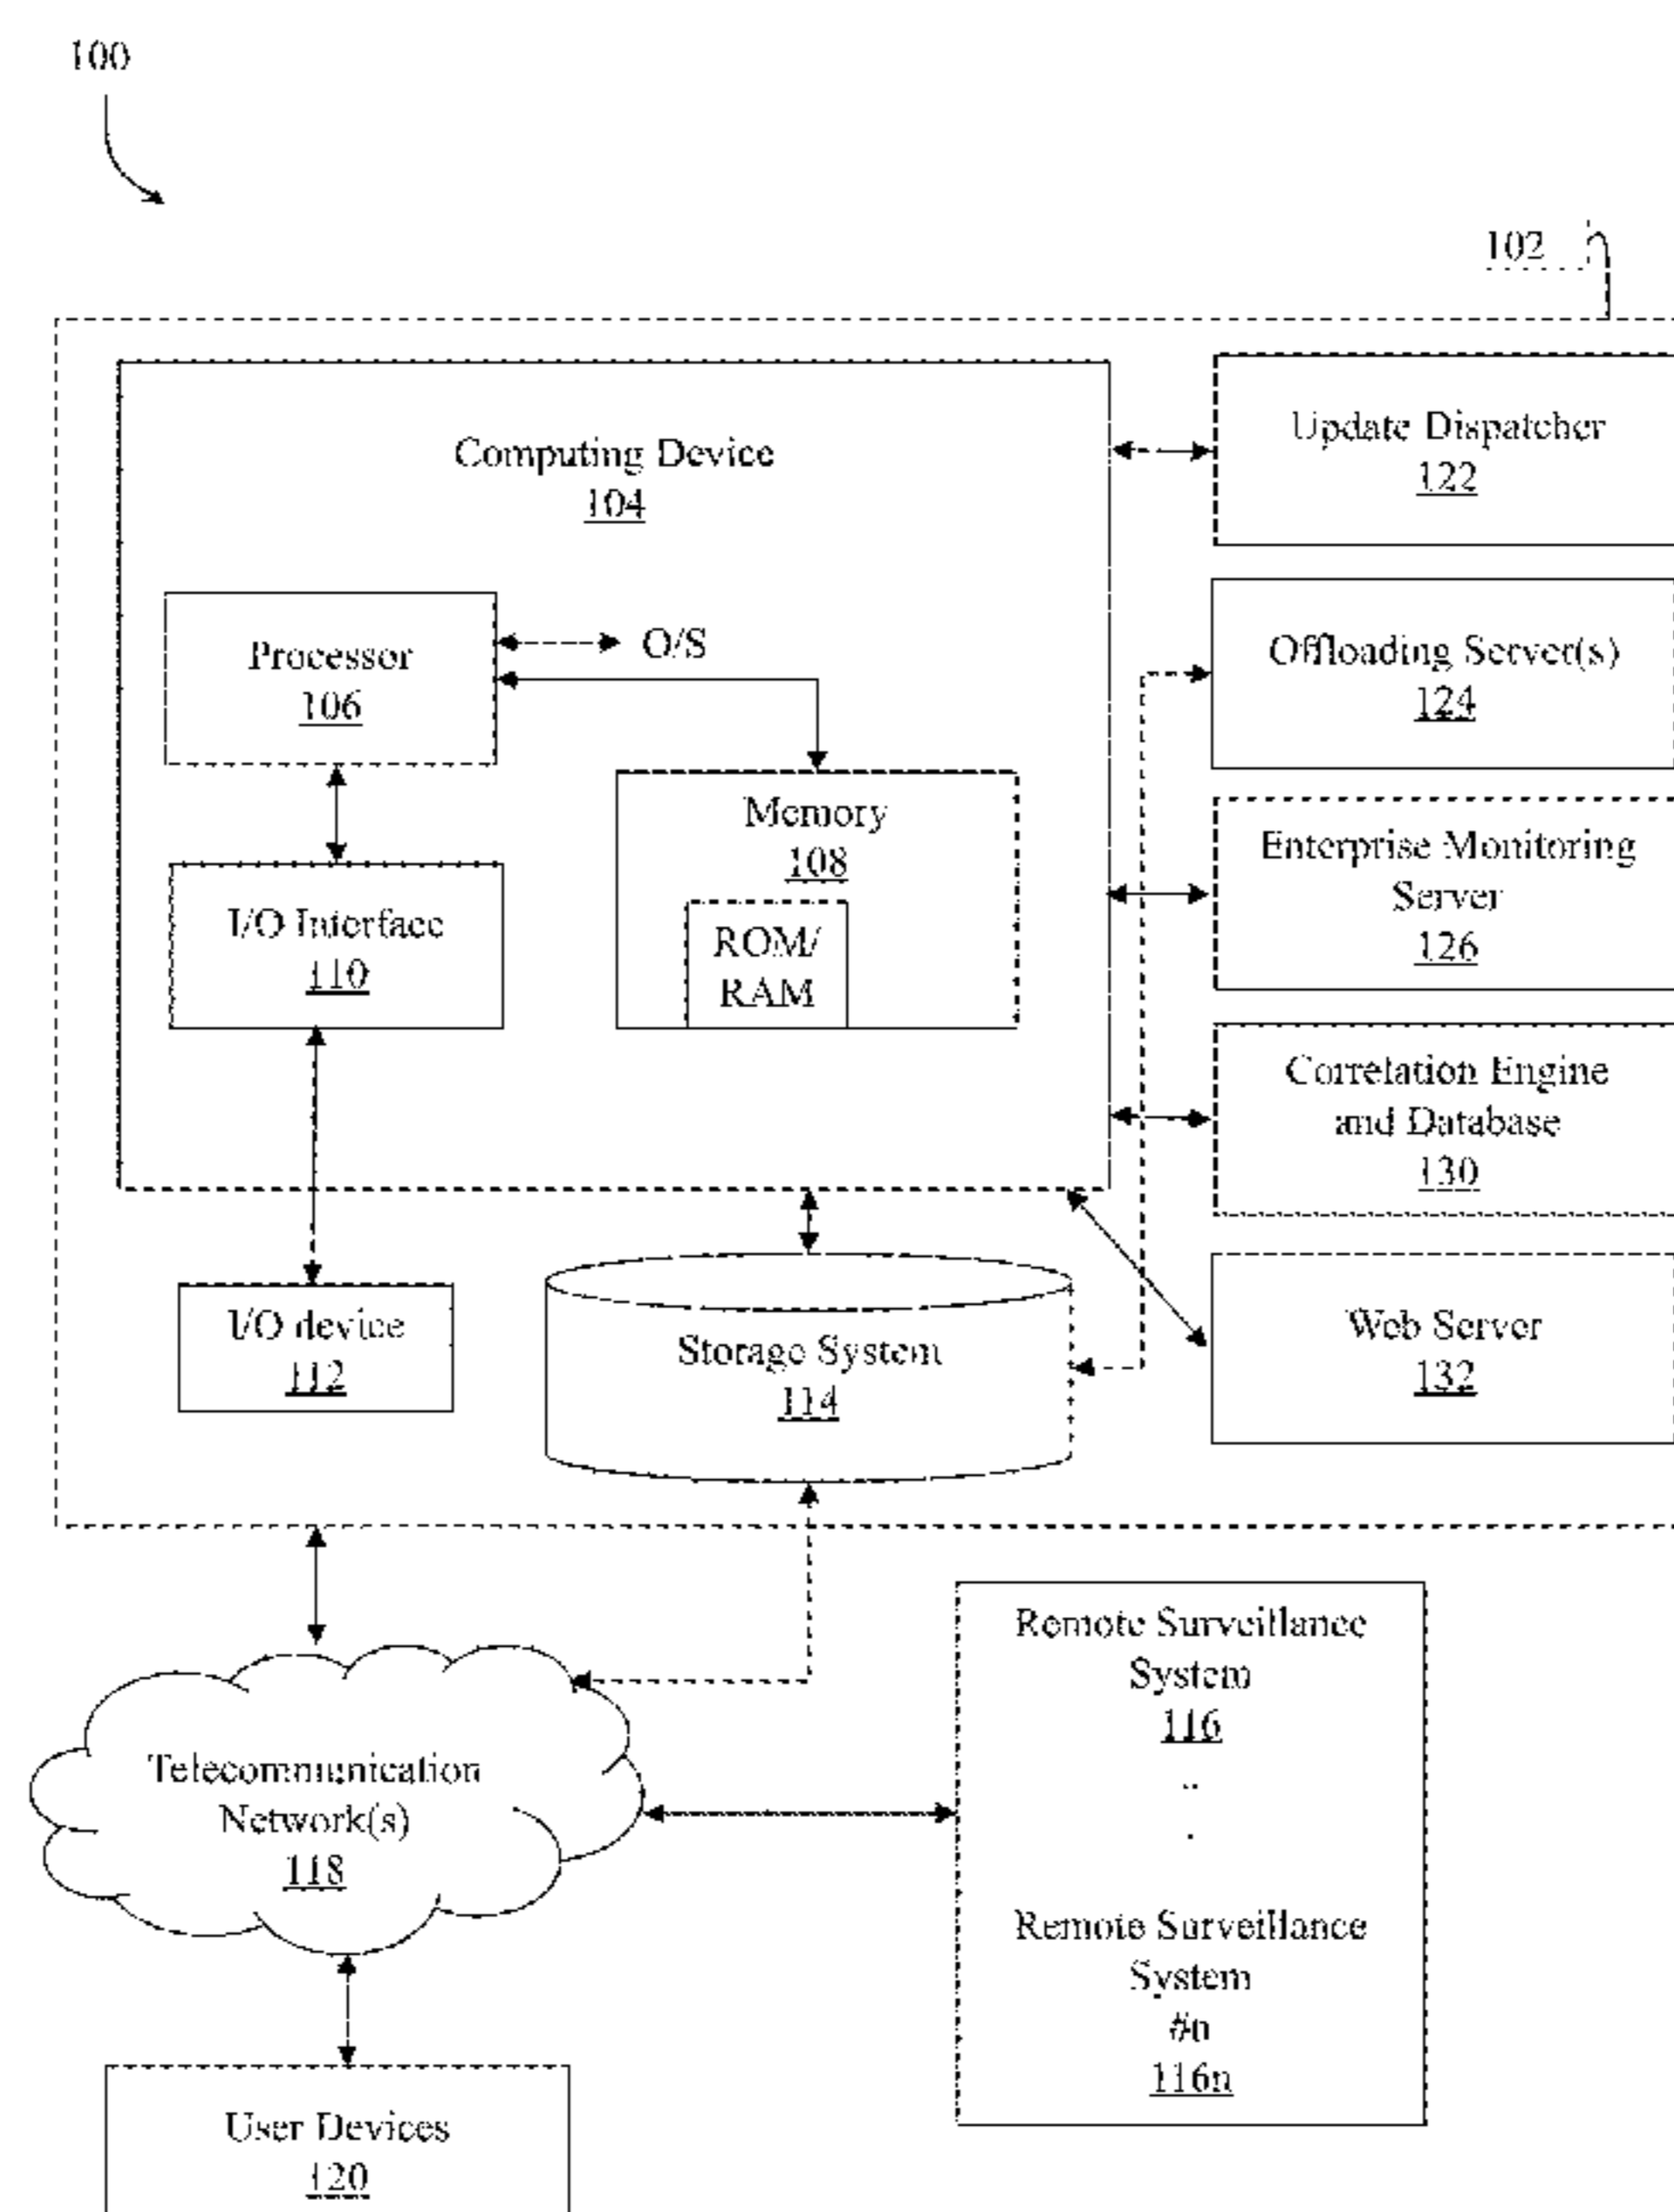 100
102
Computing Device
104
Update Dispatcher
122
Processor
106
O/S
Offloading Server(s)
124
Memory
108
ROM/
RAM
I/O Interface
110
Enterprise Monitoring
Server
126
Correlation Engine
and Database
130
I/O device
112
Storage System
114
Web Server
132
Telecommunication
Network(s)
118
Remote Surveillance
System
116
..
.
Remote Surveillance
System
#n
116n
User Devices
120